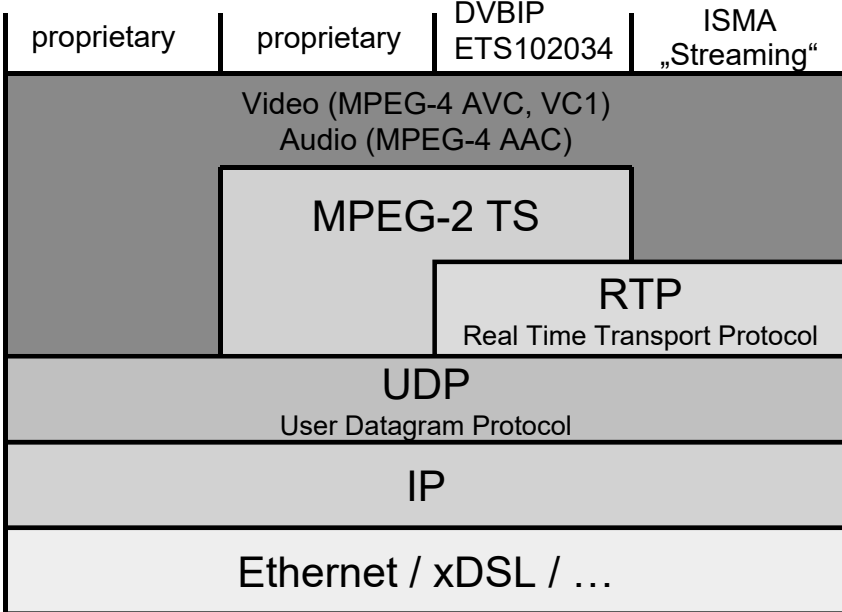 proprietary
proprietary
DVBIP
ETS102034
ISMA
„Streaming“
Video (MPEG-4 AVC, VC1)
Audio (MPEG-4 AAC)
MPEG-2 TS
RTP
Real Time Transport Protocol
UDP
User Datagram Protocol
IP
Ethernet / xDSL / …